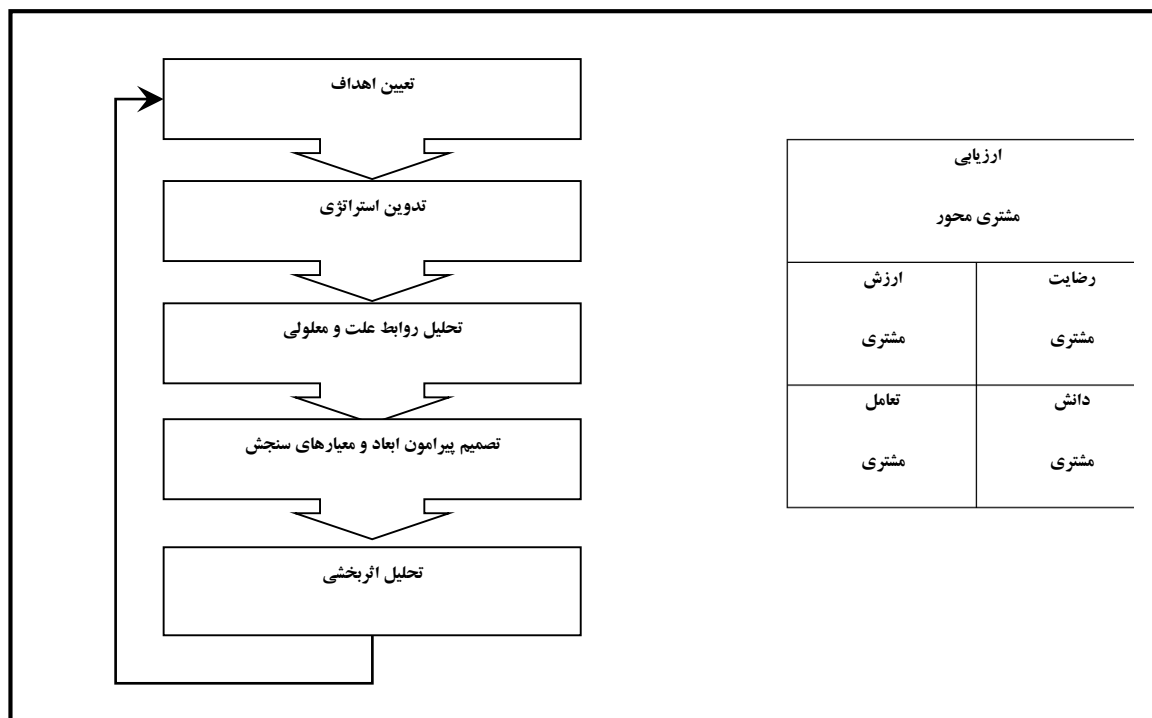 تعیین اهداف
تدوین استراتژی
تحلیل روابط علت و معلولی
تصمیم پیرامون ابعاد و معیارهای سنجش
تحلیل اثربخشی
ارزیابی
مشتری محور
رضایت
مشتری
ارزش
مشتری
دانش
مشتری
تعامل
مشتری